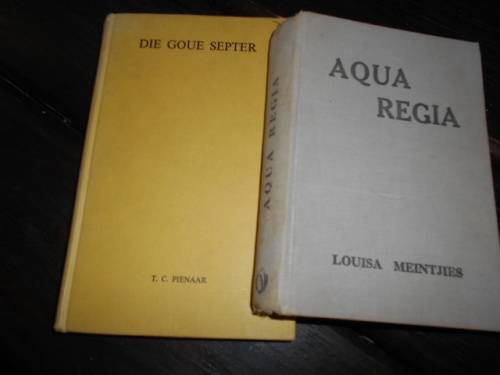 DIE GOUE SEPTER
T. C. PIENAAR
AQUA REGIA
AQUA
REGIA
LOUISA MEINTJIES